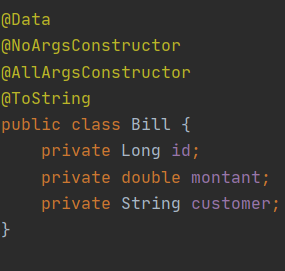 @Data
@NoArgsConstructor
@AllArgsConstructor
@ToString
public class Bill {
    private Long id;
    private double montant;
    private String customer;
}